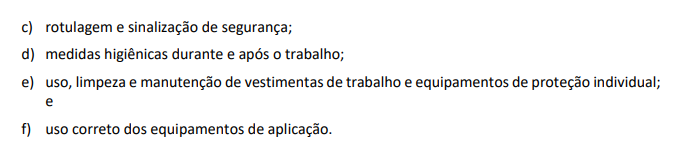 c) rotulagem e sinalização de segurança;
d) medidas higiênicas durante e após o trabalho;
e) uso, limpeza e manutenção de vestimentas de trabalho e equipamentos de proteção individual;
e
f) uso correto dos equipamentos de aplicação.